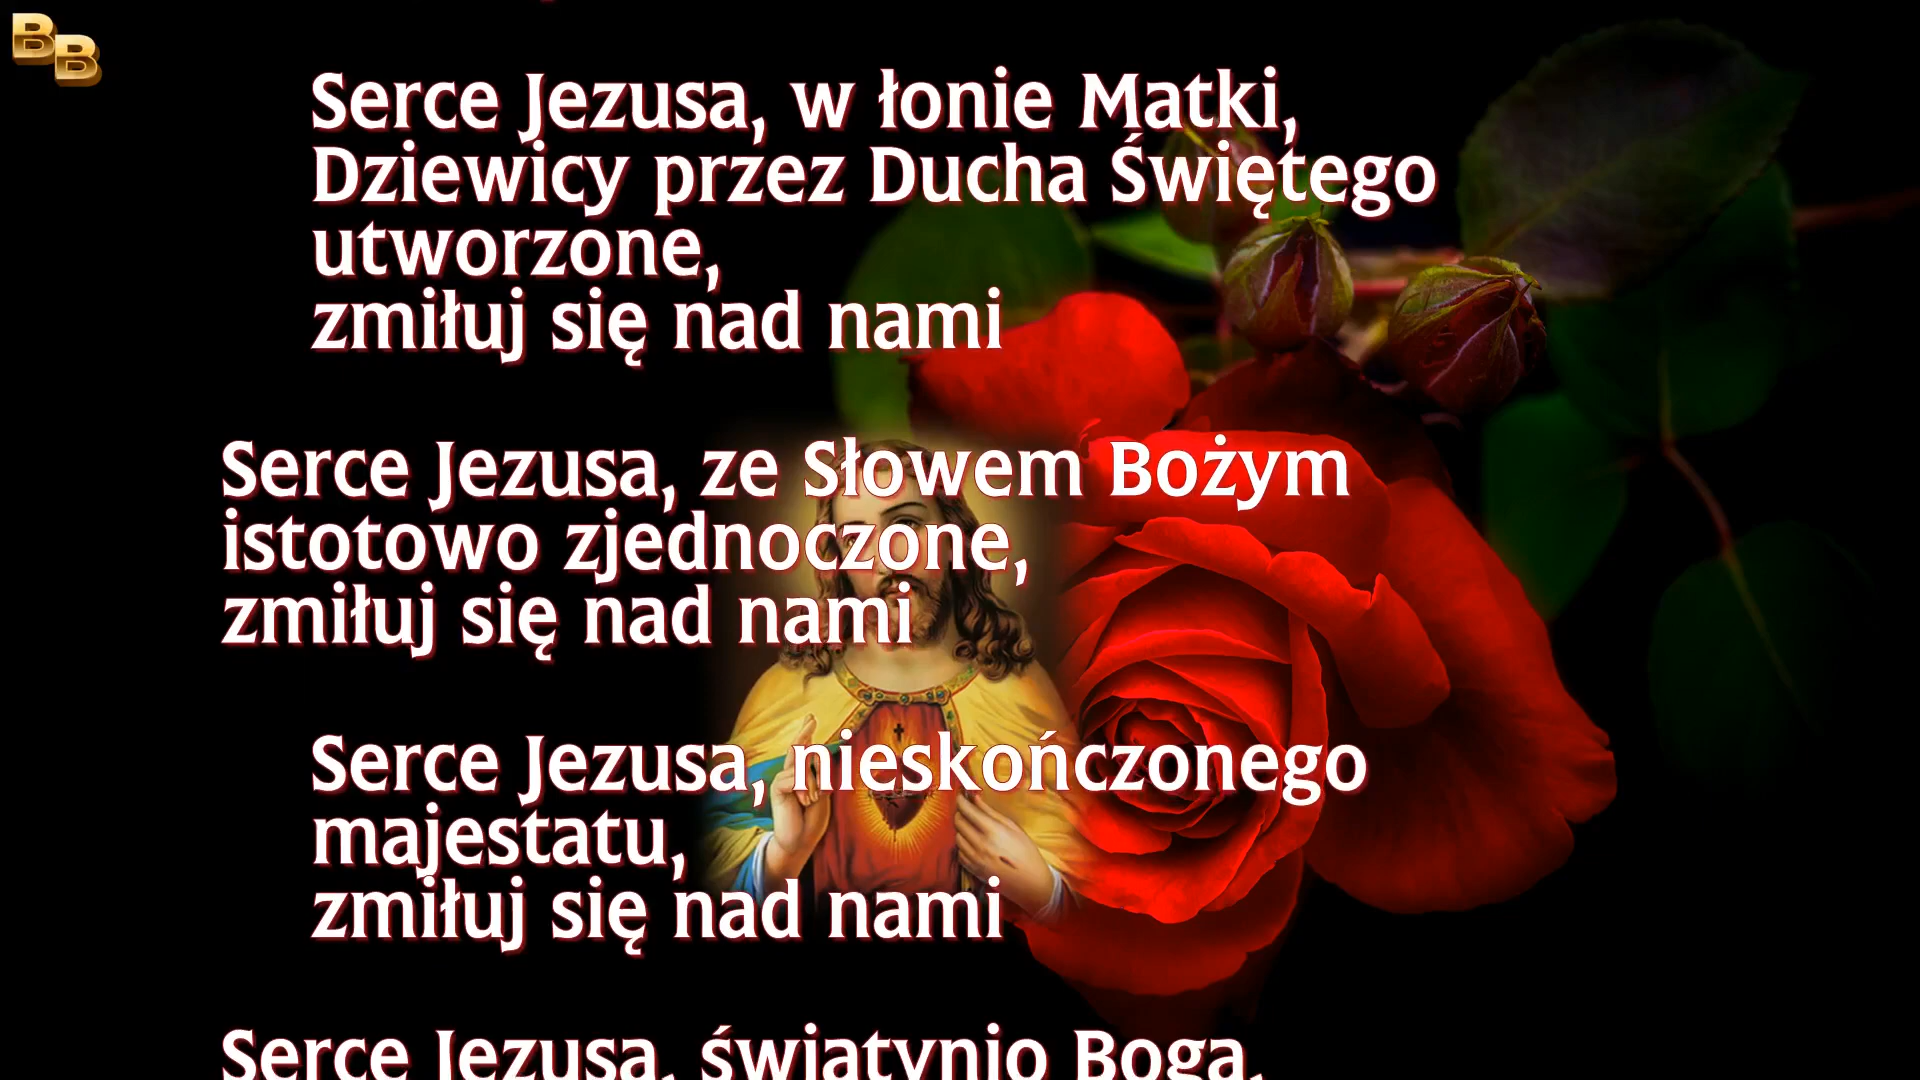 BB
Serce Jezusa, w łonie Matki,
Dziewicy przez Ducha Świętego
utworzone,
zmiłuj się nad nami
Serce Jezusa, ze Słowem Bożym
istotowo zjednoczone,
zmiłuj się nad nami
Serce Jezusa, nieskończonego
majestatu,
zmiłuj się nad nami
Serce Jezusa, świątynio Boga,